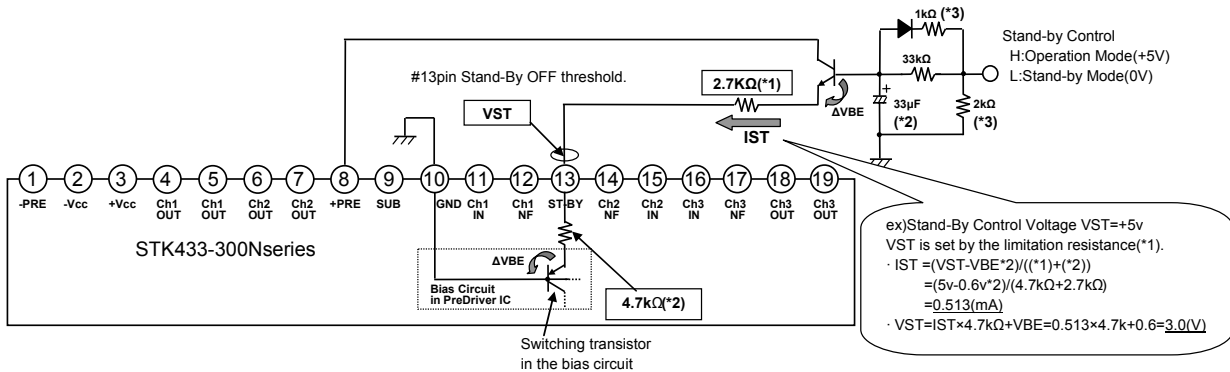 1kΩ (*3)
Stand-by Control
H:Operation Mode(+5V)
L:Stand-by Mode(0V)
#13pin Stand-By OFF threshold.
33kΩ
2.7KΩ(*1)
ΔVBE
+
33µF
(*2)
2kΩ
(*3)
VST
IST
1 2 3 4 5 6 7 8 9 10 11 12 13 14 15 16 17 18 19
-PRE -Vcc +Vcc Ch1 OUT Ch1 OUT Ch2 OUT Ch2 OUT +PRE SUB GND Ch1 IN Ch1 NF ST-BY Ch2 NF Ch2 IN Ch3 IN Ch3 NF Ch3 OUT Ch3 OUT
STK433-300Nseries
ΔVBE
Bias Circuit
in PreDriver IC
4.7kΩ(*2)
Switching transistor
in the bias circuit
ex)Stand-By Control Voltage VST=+5v
VST is set by the limitation resistance(*1).
· IST =(VST-VBE*2)/((*1)+(*2))
=(5v-0.6v*2)/(4.7kΩ+2.7kΩ)
=0.513(mA)
· VST=IST×4.7kΩ+VBE=0.513×4.7k+0.6=3.0(V)